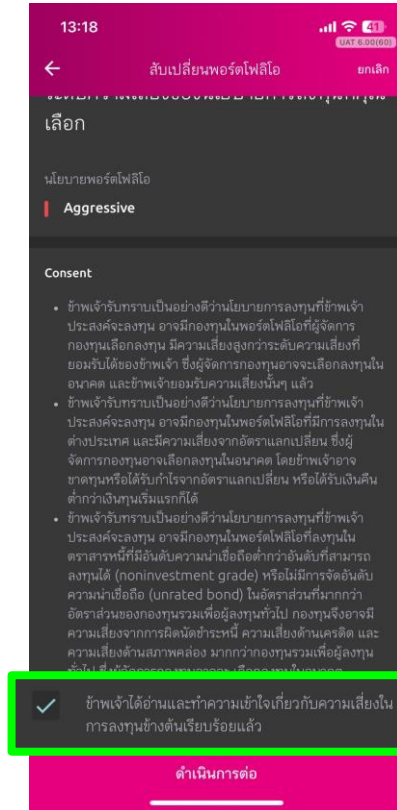 13:18
41
UAT 6.00(60)
สับเปลี่ยนพอร์ตโฟลิโอ ยกเลิก
เลือก
นโยบายพอร์ตโฟลิโอ
Aggressive
Consent
• ข้าพเจ้ารับทราบเป็นอย่างดีว่านโยบายการลงทุนที่ข้าพเจ้า
ประสงค์จะลงทุน อาจมีกองทุนในพอร์ตโฟลิโอที่ผู้จัดการ
กองทุนเลือกลงทุน มีความเสี่ยงสูงกว่าระดับความเสี่ยงที่
ยอมรับได้ของข้าพเจ้า ซึ่งผู้จัดการกองทุนอาจจะเลือกลงทุนใน
อนาคต และข้าพเจ้ายอมรับความเสี่ยงนั้นๆ แล้ว
• ข้าพเจ้ารับทราบเป็นอย่างดีว่านโยบายการลงทุนที่ข้าพเจ้า
ประสงค์จะลงทุน อาจมีกองทุนในพอร์ตโฟลิโอที่มีการลงทุนใน
ต่างประเทศ และมีความเสี่ยงจากอัตราแลกเปลี่ยน ซึ่งผู้
จัดการกองทุนอาจเลือกลงทุนในอนาคต โดยข้าพเจ้าอาจ
ขาดทุนหรือได้รับกำไรจากอัตราแลกเปลี่ยน หรือได้รับเงินคืน
ต่ำกว่าเงินทุนเริ่มแรกก็ได้
• ข้าพเจ้ารับทราบเป็นอย่างดีว่านโยบายการลงทุนที่ข้าพเจ้า
ประสงค์จะลงทุน อาจมีกองทุนในพอร์ตโฟลิโอที่ลงทุนใน
ตราสารหนี้ที่มีอันดับความน่าเชื่อถือต่ำกว่าอันดับที่สามารถ
ลงทุนได้ (noninvestment grade) หรือไม่มีการจัดอันดับ
ความน่าเชื่อถือ (unrated bond) ในอัตราส่วนที่มากกว่า
อัตราส่วนของกองทุนรวมเพื่อผู้ลงทุนทั่วไป กองทุนจึงอาจมี
ความเสี่ยงจากการผิดนัดชำระหนี้ ความเสี่ยงด้านเครดิต และ
ความเสี่ยงด้านสภาพคล่อง มากกว่ากองทุนรวมเพื่อผู้ลงทุน
ข้าพเจ้าได้อ่านและทำความเข้าใจเกี่ยวกับความเสี่ยงใน
การลงทุนข้างต้นเรียบร้อยแล้ว
ดำเนินการต่อ